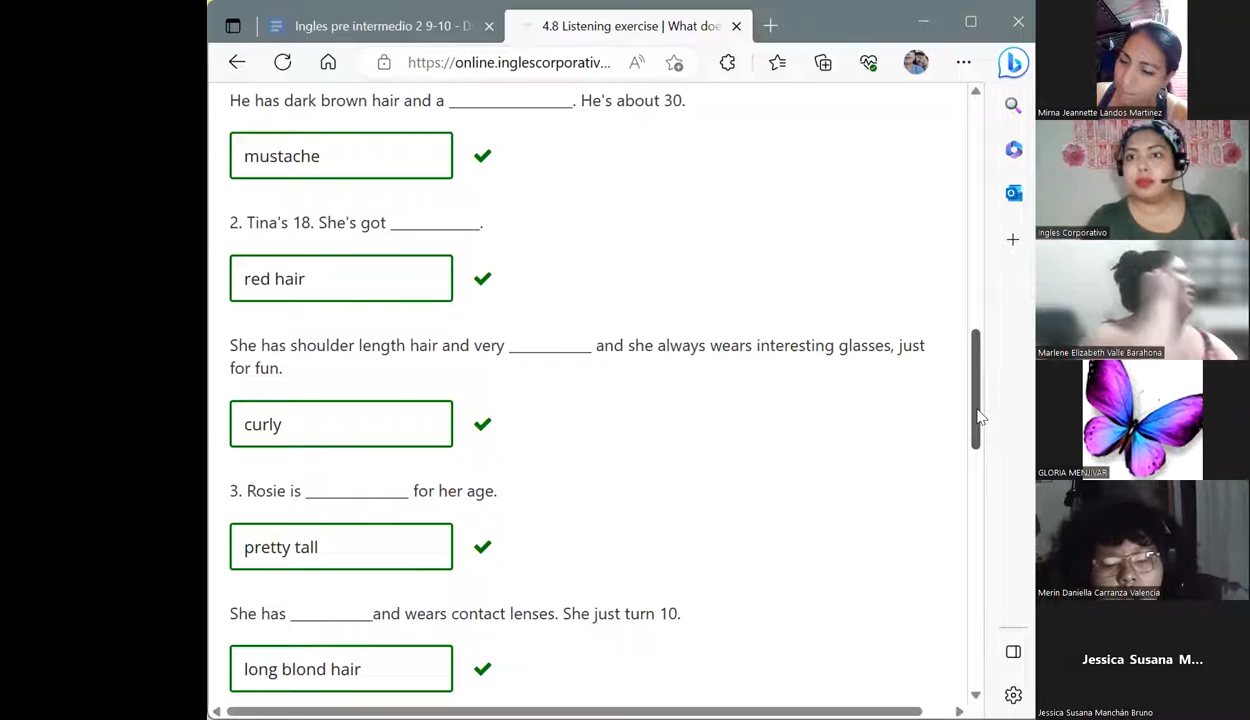 Ingles pre intermedio 2 9-10 - D
4.8 Listening exercise | What doe
https://online.inglescorporativ...
He has dark brown hair and a ______________. He's about 30.
mustache
2. Tina's 18. She's got __________.
red hair
She has shoulder length hair and very __________ and she always wears interesting glasses, just
for fun.
curly
3. Rosie is ____________ for her age.
pretty tall
She has __________and wears contact lenses. She just turn 10.
long blond hair
Mirna Jeannette Landos Martinez
Ingles Corporativo
Marlene Elizabeth Valle Barahona
GLORIA MENJIVAR
Merin Daniella Carranza Valencia
Jessica Susana M...
Jessica Susana Manchán Bruno